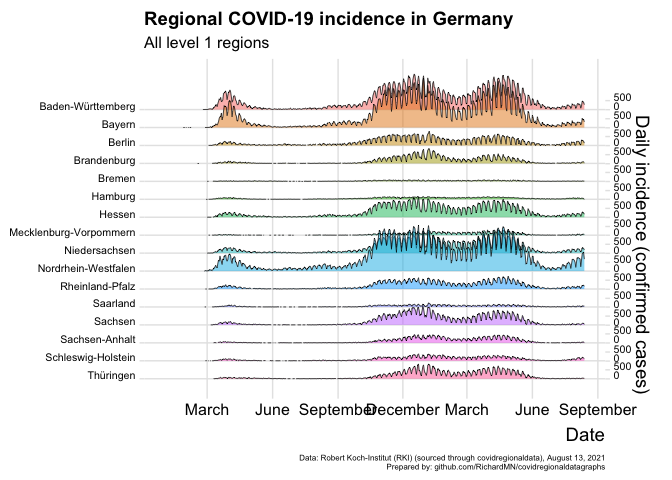 Regional COVID-19 incidence in Germany
All level 1 regions
Baden-Württemberg
Bayern
Berlin
Brandenburg
Bremen
Hamburg
Hessen
Mecklenburg-Vorpommern
Niedersachsen
Nordrhein-Westfalen
Rheinland-Pfalz
Saarland
Sachsen
Sachsen-Anhalt
Schleswig-Holstein
Thüringen
500
0
500
0
500
0
500
0
500
0
500
0
500
0
500
0
500
0
500
0
500
0
500
0
500
0
500
0
500
0
500
0
Daily incidence (confirmed cases)
March June September December March June September
Date
Data: Robert Koch-Institut (RKI) (sourced through covidregionaldata), August 13, 2021
Prepared by: github.com/RichardMN/covidregionaldatagraphs